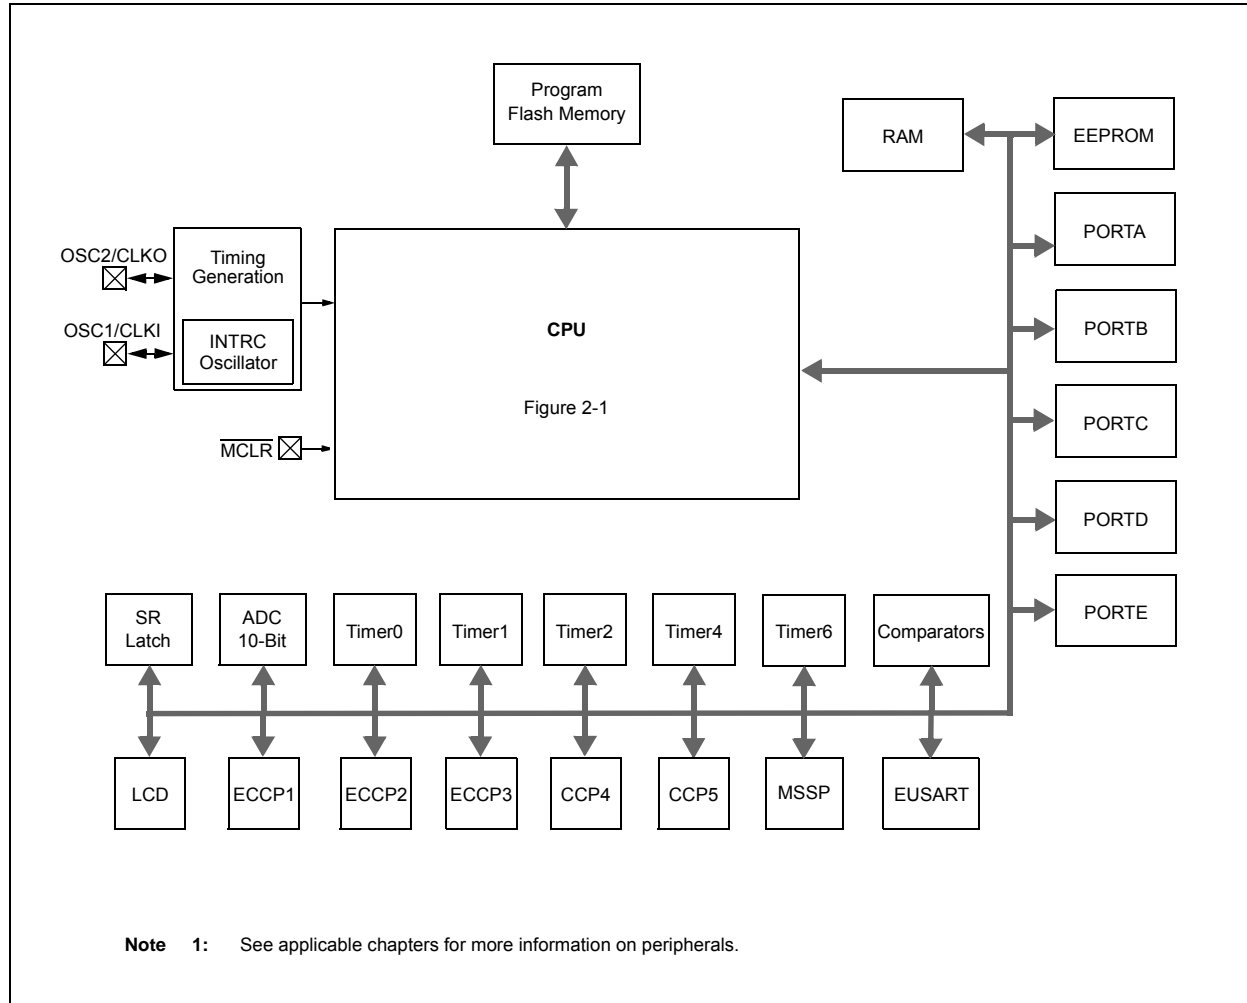 Program
Flash Memory
RAM
EEPROM
PORTA
OSC2/CLKO
Timing
Generation
OSC1/CLKI
INTRC
Oscillator
CPU
PORTB
Figure 2-1
PORTC
MCLR
PORTD
SR
Latch
ADC
10-Bit
Timer0
Timer1
Timer2
Timer4
Timer6
Comparators
PORTE
LCD
ECCP1
ECCP2
ECCP3
CCP4
CCP5
MSSP
EUSART
Note 1: See applicable chapters for more information on peripherals.